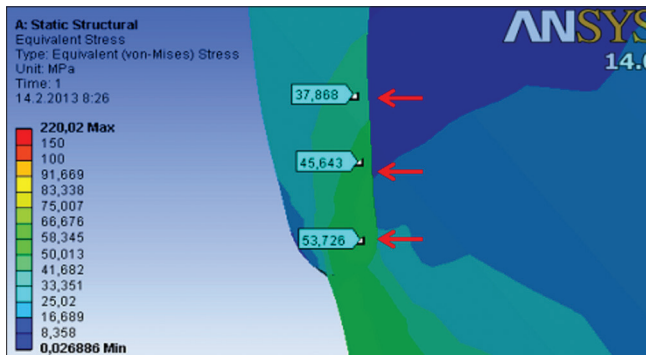 A: Static Structural
Equivalent Stress
Type: Equivalent (von-Mises) Stress
Unit: MPa
Time: 1
14.2.2013 8:26
220,02 Max
150
100
91,669
83,338
75,007
66,676
58,345
50,013
41,682
33,351
25,02
16,689
8,358
0,026886 Min
37,868
45,643
53,726
ANSYS
14.0